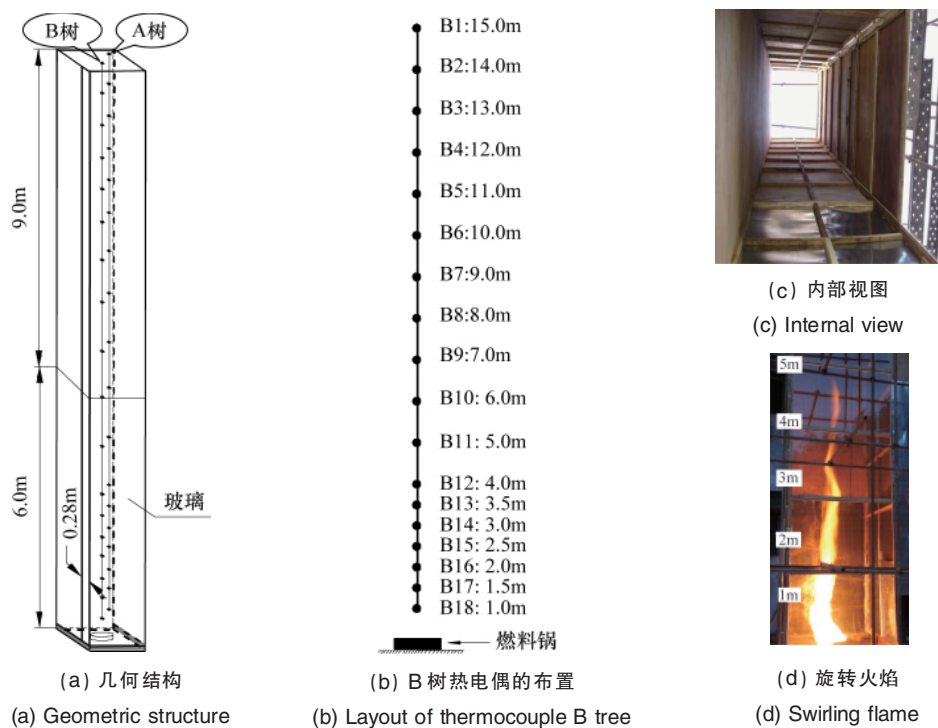 B树
A树
9.0m
6.0m
0.28m
玻璃
(a) 几何结构
(a) Geometric structure
B1:15.0m
B2:14.0m
B3:13.0m
B4:12.0m
B5:11.0m
B6:10.0m
B7:9.0m
B8:8.0m
B9:7.0m
B10: 6.0m
B11: 5.0m
B12: 4.0m
B13: 3.5m
B14: 3.0m
B15: 2.5m
B16: 2.0m
B17: 1.5m
B18: 1.0m
燃料锅
(b) B树热电偶的布置
(b) Layout of thermocouple B tree
(c) 内部视图
(c) Internal view
5m
4m
3m
2m
1m
(d) 旋转火焰
(d) Swirling flame